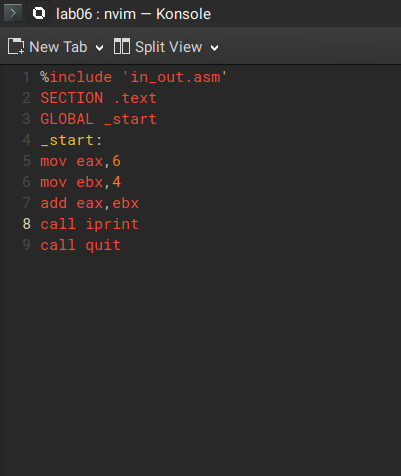 lab06 : nvim — Konsole
New Tab Split View
1 %include 'in_out.asm'
2 SECTION .text
3 GLOBAL _start
4 _start:
5 mov eax,6
6 mov ebx,4
7 add eax,ebx
8 call iprint
9 call quit